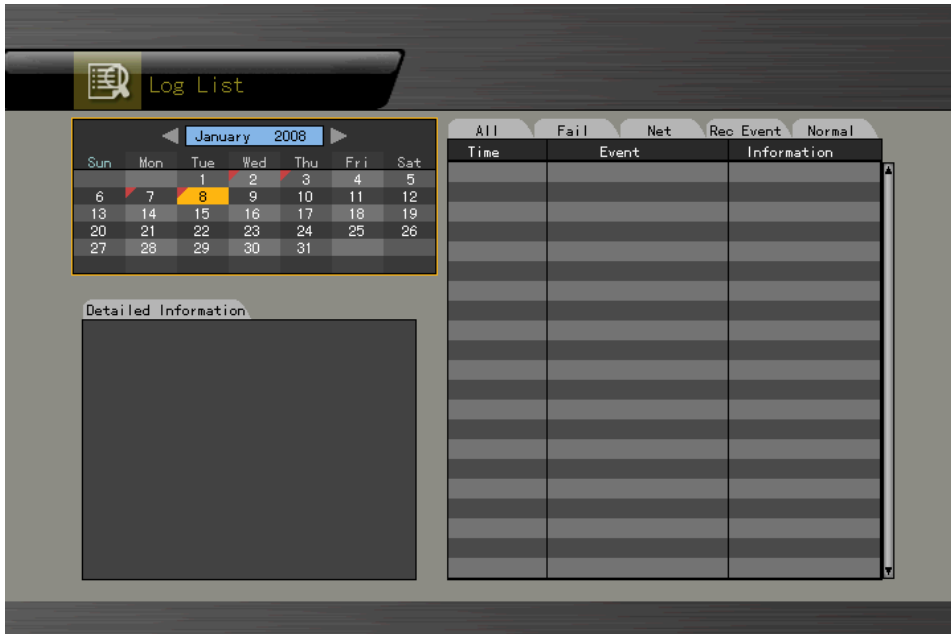 Log List
January 2008
Sun Mon Tue Wed Thu Fri Sat
1 2 3 4 5
6 7 8 9 10 11 12
13 14 15 16 17 18 19
20 21 22 23 24 25 26
27 28 29 30 31
Detailed Information
All Fail Net Rec Event Normal
Time Event Information